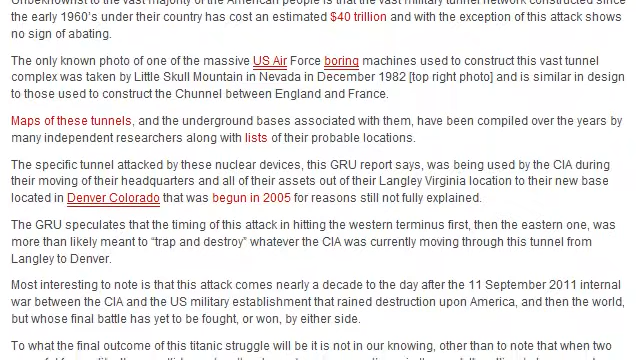 Unbeknownst to the vast majority of the American people is that the vast military tunnel network constructed since
the early 1960's under their country has cost an estimated $40 trillion and with the exception of this attack shows
no sign of abating.
The only known photo of one of the massive US Air Force boring machines used to construct this vast tunnel
complex was taken by Little Skull Mountain in Nevada in December 1982 [top right photo] and is similar in design
to those used to construct the Chunnel between England and France.
Maps of these tunnels, and the underground bases associated with them, have been compiled over the years by
many independent researchers along with lists of their probable locations.
The specific tunnel attacked by these nuclear devices, this GRU report says, was being used by the CIA during
their moving of their headquarters and all of their assets out of their Langley Virginia location to their new base
located in Denver Colorado that was begun in 2005 for reasons still not fully explained.
The GRU speculates that the timing of this attack in hitting the western terminus first, then the eastern one, was
more than likely meant to “trap and destroy” whatever the CIA was currently moving through this tunnel from
Langley to Denver.
Most interesting to note is that this attack comes nearly a decade to the day after the 11 September 2011 internal
war between the CIA and the US military establishment that rained destruction upon America, and then the world,
but whose final battle has yet to be fought, or won, by either side.
To what the final outcome of this titanic struggle will be it is not in our knowing, other than to note that when two